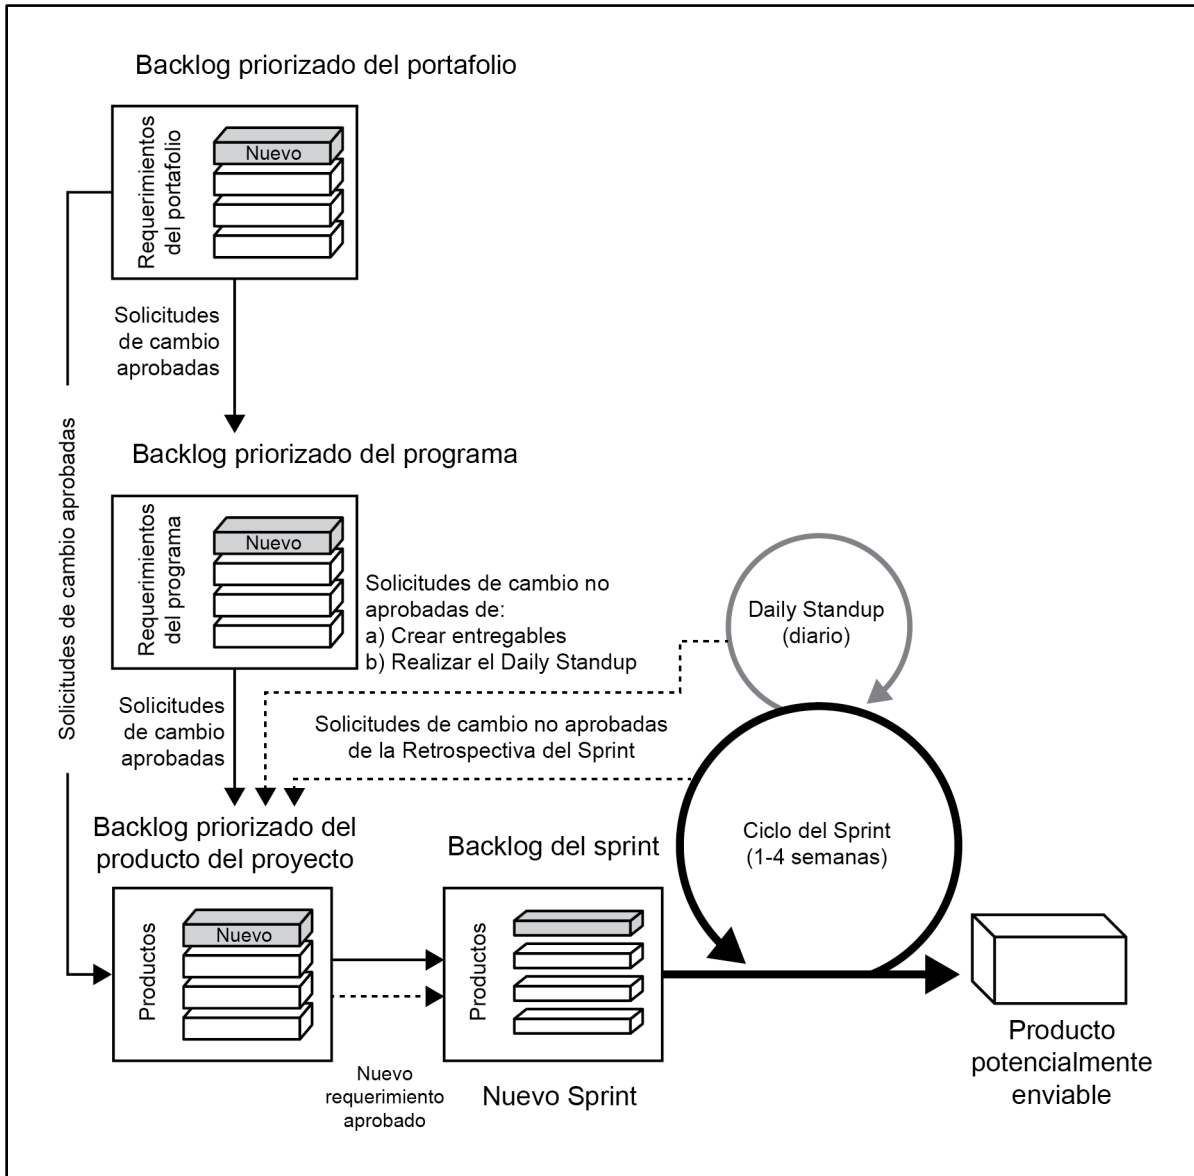 Backlog priorizado del portafolio
Requerimientos
del portafolio
Nuevo
Solicitudes
de cambio
aprobadas
Solicitudes de cambio aprobadas
Backlog priorizado del programa
Requerimientos
del programa
Nuevo
Solicitudes de cambio no
aprobadas de:
a) Crear entregables
b) Realizar el Daily Standup
Daily Standup
(diario)
Solicitudes
de cambio
aprobadas
Solicitudes de cambio no aprobadas
de la Retrospectiva del Sprint
Backlog priorizado del
producto del proyecto
Backlog del sprint
Ciclo del Sprint
(1-4 semanas)
Productos
Nuevo
Productos
Nuevo
requerimiento
aprobado
Nuevo Sprint
Producto
potencialmente
enviable